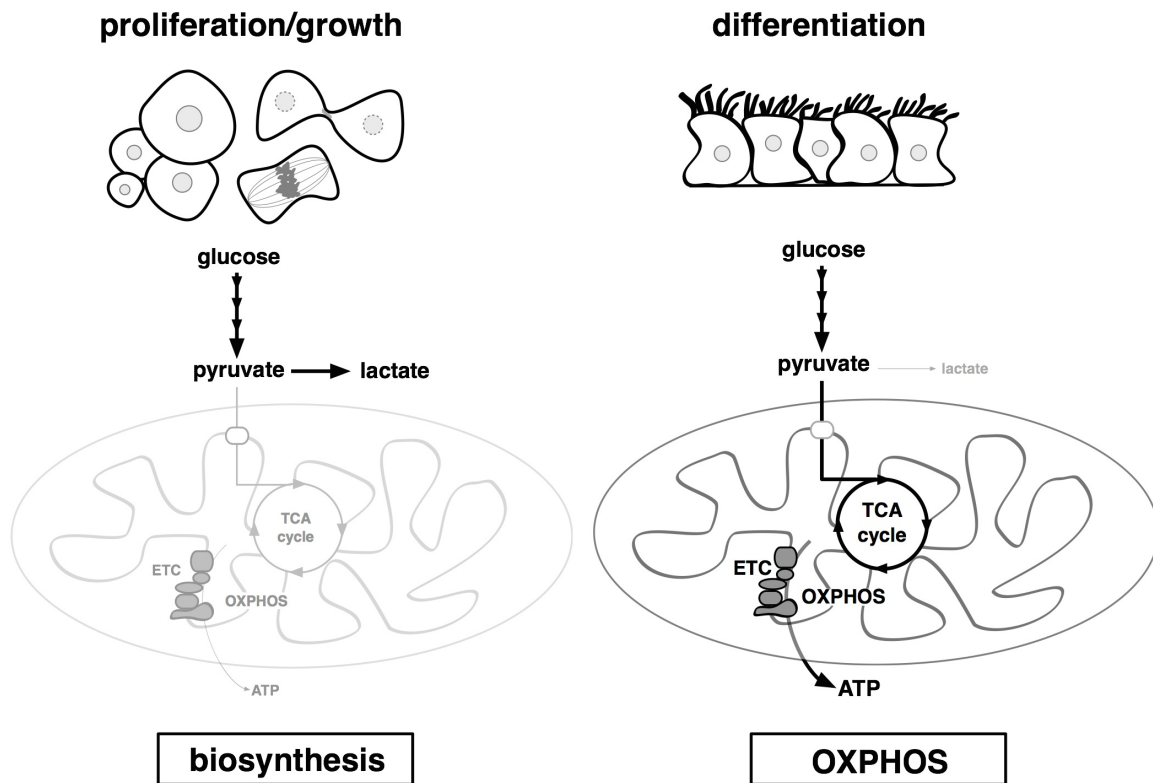 proliferation/growth
glucose
pyruvate
lactate
TCA
cycle
ETC
OXPHOS
ATP
biosynthesis
differentiation
glucose
pyruvate
lactate
TCA
cycle
ETC
OXPHOS
ATP
OXPHOS